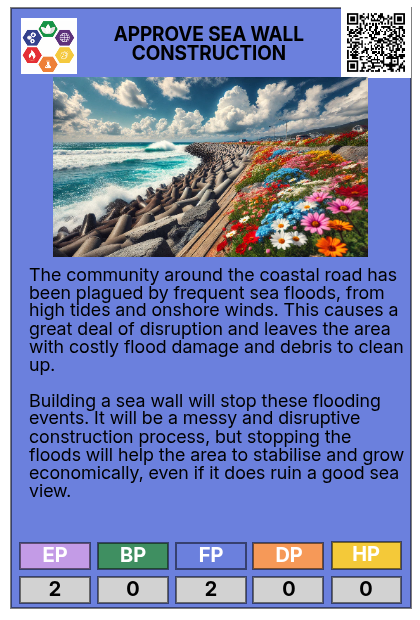 APPROVE SEA WALL
CONSTRUCTION
The community around the coastal road has
been plagued by frequent sea floods, from
high tides and onshore winds. This causes a
great deal of disruption and leaves the area
with costly flood damage and debris to clean
up.
Building a sea wall will stop these flooding
events. It will be a messy and disruptive
construction process, but stopping the
floods will help the area to stabilise and grow
economically, even if it does ruin a good sea
view.
EP BP FP DP HP
2 0 2 0 0